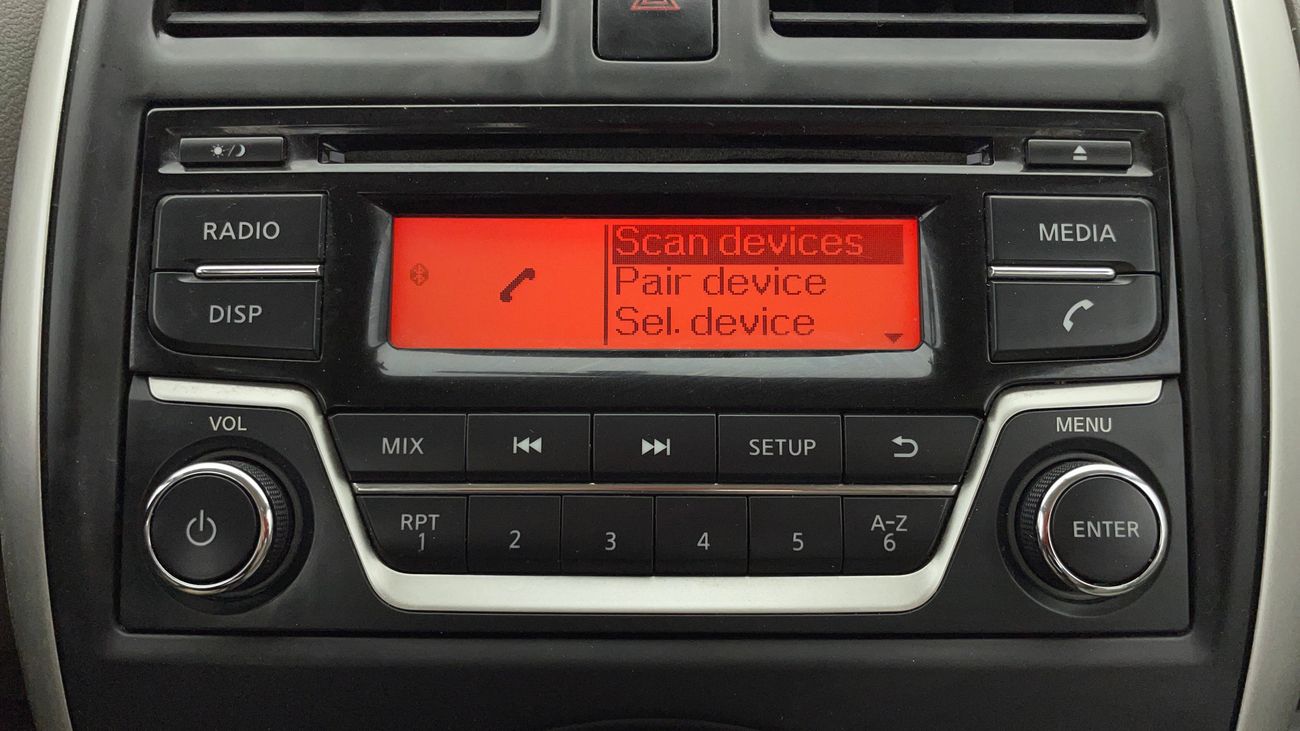 RADIO
MEDIA
DISP
Scan devices
Pair device
Sel. device
VOL
MENU
MIX
SETUP
ENTER
RPT
1
2
3
4
5
A-Z
6